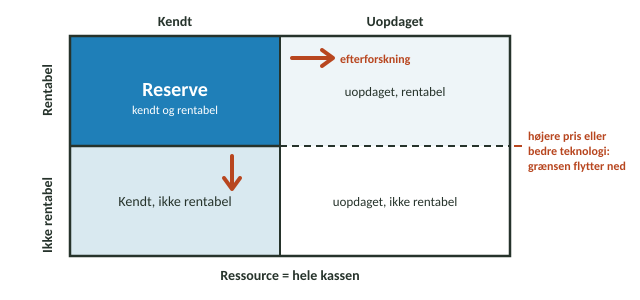 Kendt
Uopdaget
Rentabel
Reserve
kendt og rentabel
efterforskning
uopdaget, rentabel
højere pris eller
bedre teknologi:
grænsen flytter ned
Ikke rentabel
Kendt, ikke rentabel
uopdaget, ikke rentabel
Ressource = hele kassen